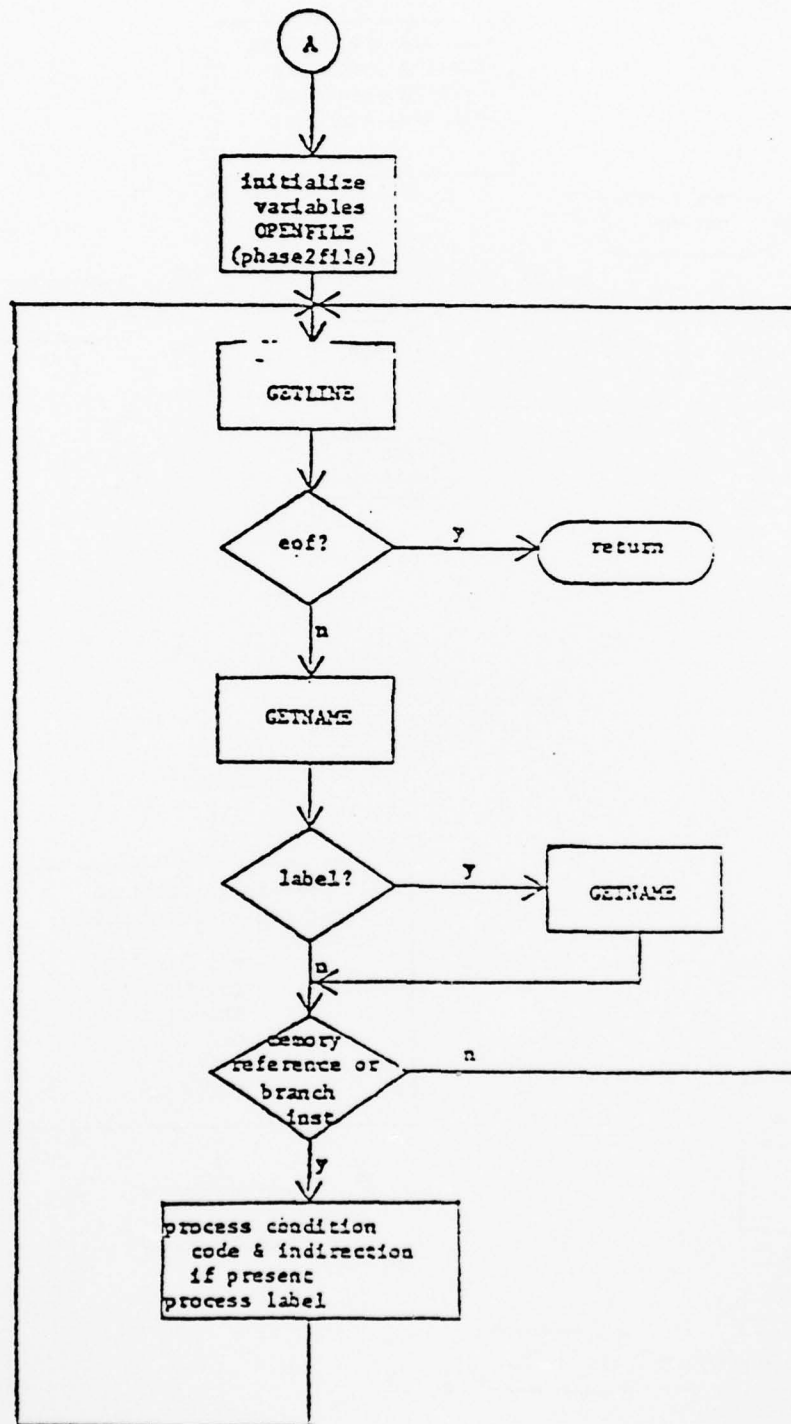 A
initialize
variables
OPENFILE
(phase2file)
GETLINE
eof?
y
return
n
GETNAME
label?
y
GETNAME
n
memory
reference or
branch
inst
n
y
process condition
code & indirection
if present
process label